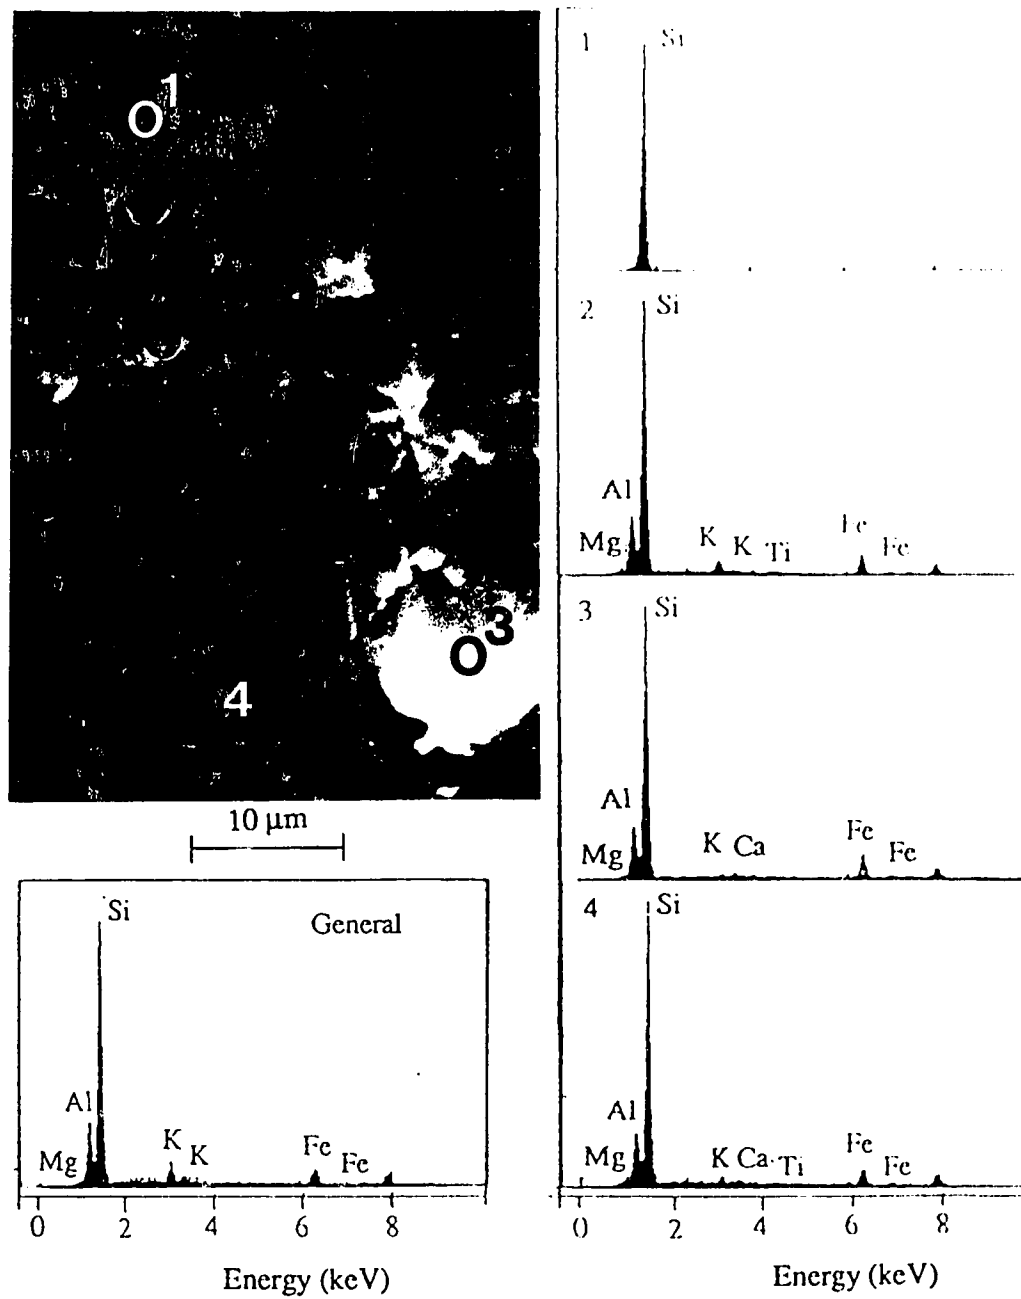 O1
O3
4
10 μm
General
Si
Al
Mg
K
K
Fe
Fe
0 2 4 6 8
Energy (keV)
1
Si
2
Si
Al
Mg
K
K
Ti
Fe
Fe
3
Si
Al
Mg
K
Ca
Fe
Fe
4
Si
Al
Mg
K
Ca
Ti
Fe
Fe
0 2 4 6 8
Energy (keV)